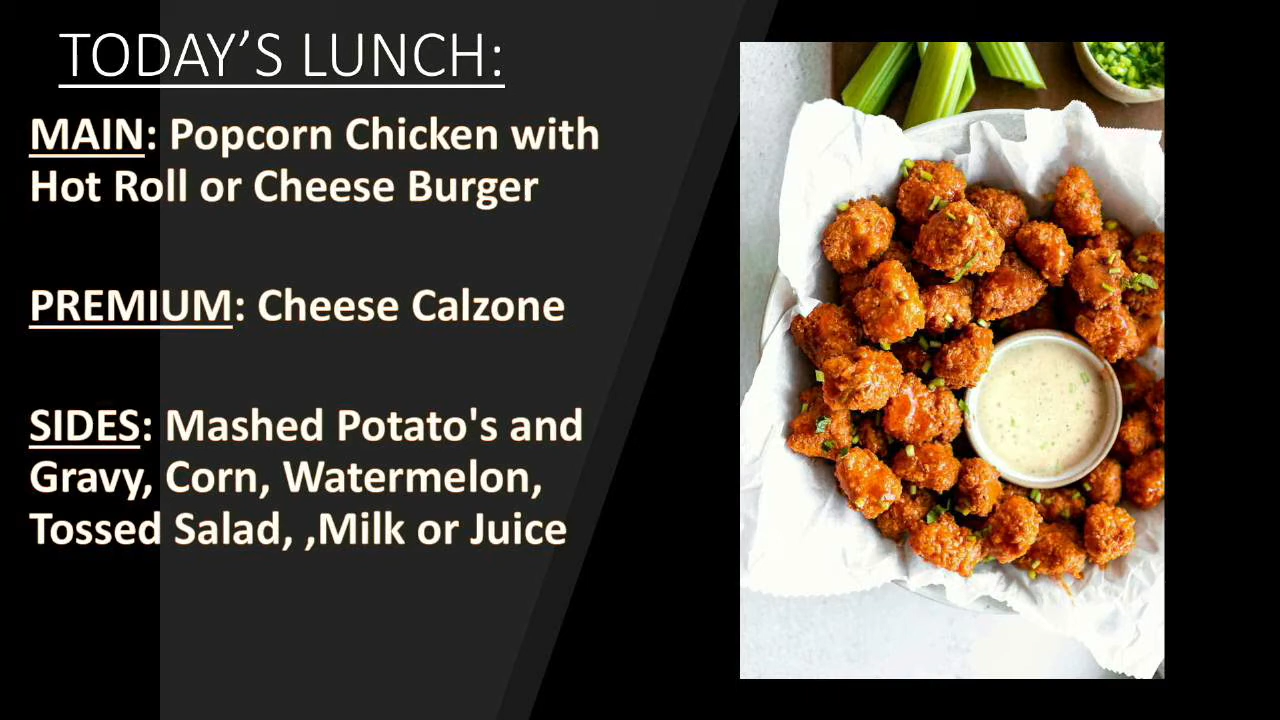 TODAY’S LUNCH:
MAIN: Popcorn Chicken with
Hot Roll or Cheese Burger
PREMIUM: Cheese Calzone
SIDES: Mashed Potato's and
Gravy, Corn, Watermelon,
Tossed Salad, ,Milk or Juice